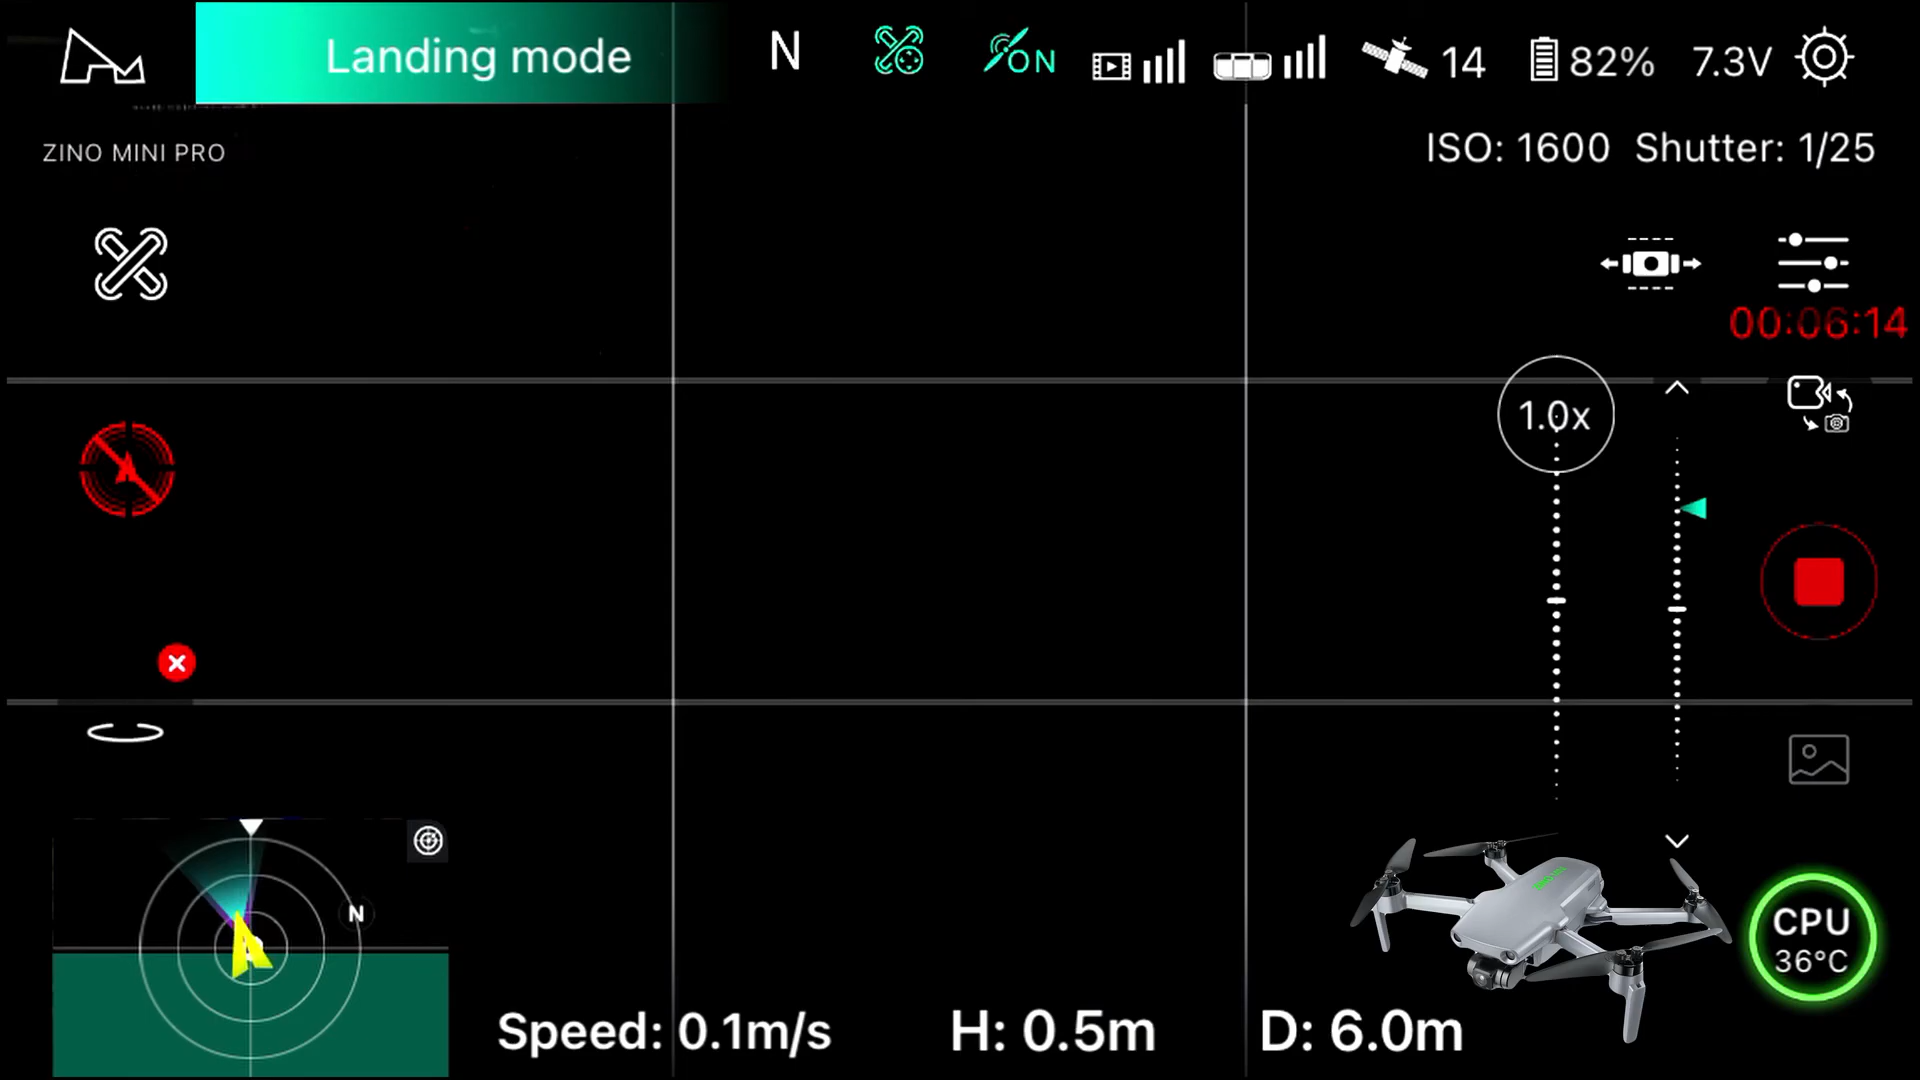 Landing mode
N
ON
14
82%
7.3V
ZINO MINI PRO
ISO: 1600 Shutter: 1/25
00:06:14
1.0x
N
CPU
36°C
Speed: 0.1m/s
H: 0.5m
D: 6.0m